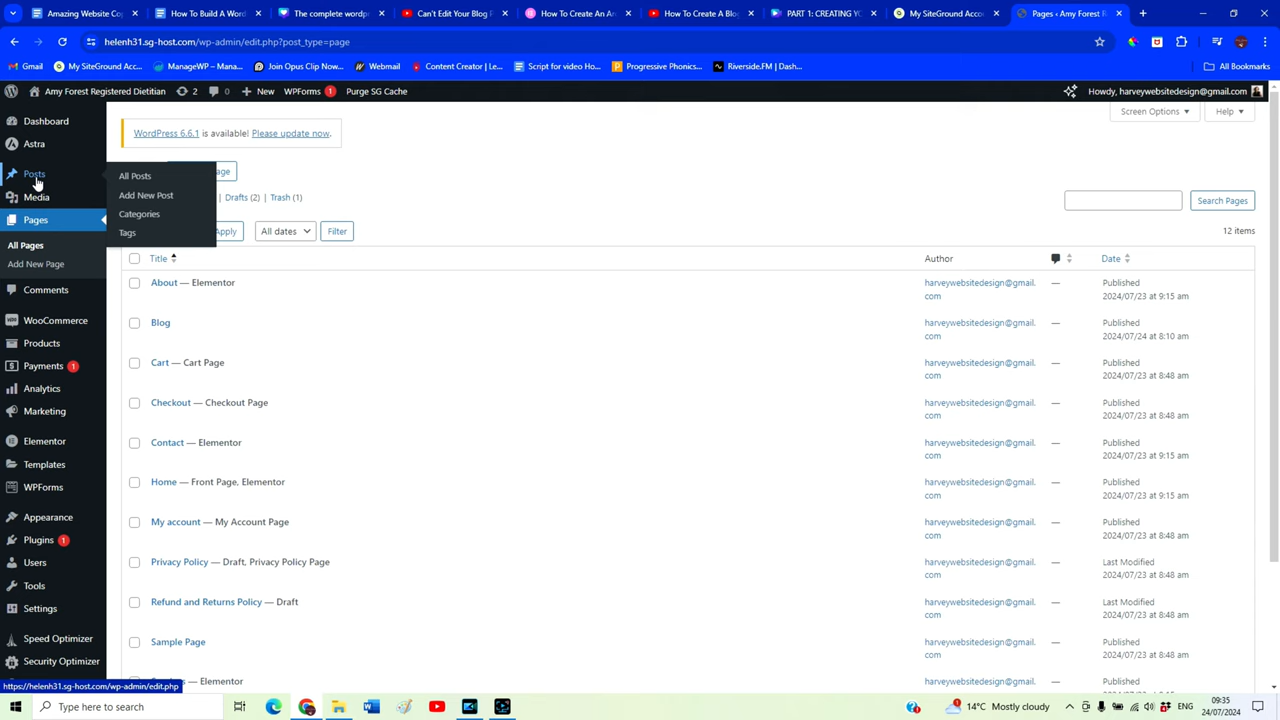 How To Build A Word
The complete wordpr
Can't Edit Your Blog P
How To Create An Ar
How To Create A Blo
PART 1: CREATING YO
My SiteGround Accou
Pages ‹ Amy Forest R
helenh31.sg-host.com/wp-admin/edit.php?post_type=page
Gmail
My SiteGround Acco...
ManageWP – Mana...
Join Opus Clip Now...
Webmail
Content Creator | Le...
Script for video Ho...
Progressive Phonics...
Riverside.FM | Dash...
All Bookmarks
Amy Forest Registered Dietitian 2 0 New WPForms 1 Purge SG Cache
Howdy, harveywebsitedesign@gmail.com
Screen Options
Help
Dashboard
Astra
Posts
Media
Pages
All Pages
Add New Page
Comments
WooCommerce
Products
Payments 1
Analytics
Marketing
Elementor
Templates
WPForms
Appearance
Plugins 1
Users
Tools
Settings
Speed Optimizer
Security Optimizer
All Posts
Add New Post
Categories
Tags
WordPress 6.6.1 is available! Please update now.
age
| Drafts (2) | Trash (1)
Search Pages
Apply
All dates
Filter
12 items
Title
Author
Date
About — Elementor
harveywebsitedesign@gmail.
com
—
Published
2024/07/23 at 9:15 am
Blog
harveywebsitedesign@gmail.
com
—
Published
2024/07/24 at 8:10 am
Cart — Cart Page
harveywebsitedesign@gmail.
com
—
Published
2024/07/23 at 8:48 am
Checkout — Checkout Page
harveywebsitedesign@gmail.
com
—
Published
2024/07/23 at 8:48 am
Contact — Elementor
harveywebsitedesign@gmail.
com
—
Published
2024/07/23 at 9:15 am
Home — Front Page, Elementor
harveywebsitedesign@gmail.
com
—
Published
2024/07/23 at 9:15 am
My account — My Account Page
harveywebsitedesign@gmail.
com
—
Published
2024/07/23 at 8:48 am
Privacy Policy — Draft, Privacy Policy Page
harveywebsitedesign@gmail.
com
—
Last Modified
2024/07/23 at 8:48 am
Refund and Returns Policy — Draft
harveywebsitedesign@gmail.
com
—
Last Modified
2024/07/23 at 8:48 am
Sample Page
harveywebsitedesign@gmail.
com
—
Published
2024/07/23 at 8:48 am
— Elementor
harveywebsitedesign@gmail.
—
Published
https://helenh31.sg-host.com/wp-admin/edit.php
Type here to search
14°C Mostly cloudy
ENG
09:35
24/07/2024